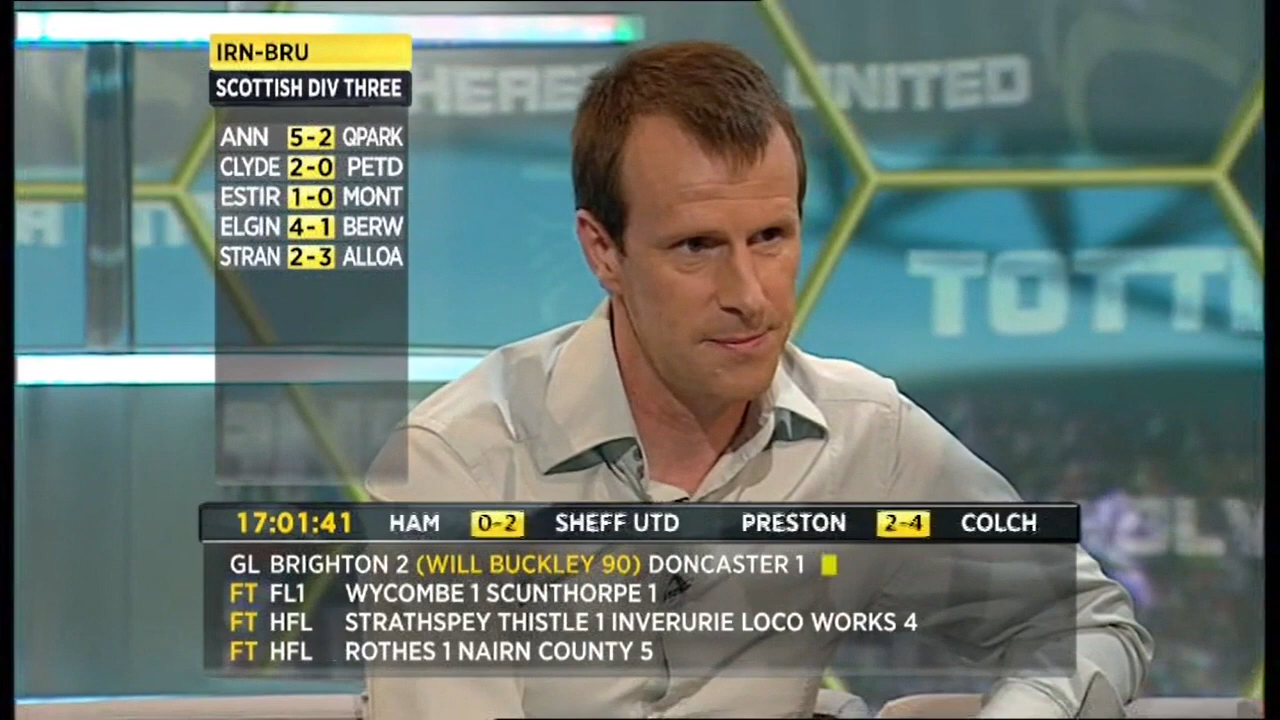 IRN-BRU
SCOTTISH DIV THREE
ANN 5-2 QPARK
CLYDE 2-0 PETD
ESTIR 1-0 MONT
ELGIN 4-1 BERW
STRAN 2-3 ALLOA
UNITED
TOTT
17:01:41 HAM 0-2 SHEFF UTD PRESTON 2-4 COLCH
GL BRIGHTON 2 (WILL BUCKLEY 90) DONCASTER 1
FT FL1 WYCOMBE 1 SCUNTHORPE 1
FT HFL STRATHSPEY THISTLE 1 INVERURIE LOCO WORKS 4
FT HFL ROTHES 1 NAIRN COUNTY 5